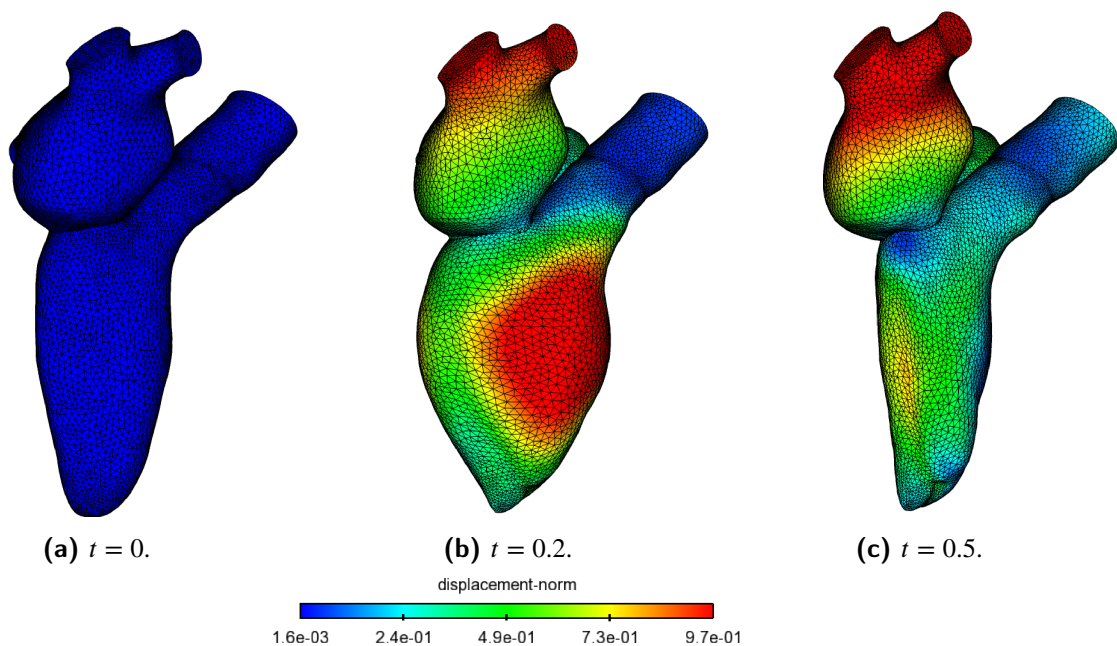 (a) t = 0.
(b) t = 0.2.
(c) t = 0.5.
displacement-norm
1.6e-03 2.4e-01 4.9e-01 7.3e-01 9.7e-01